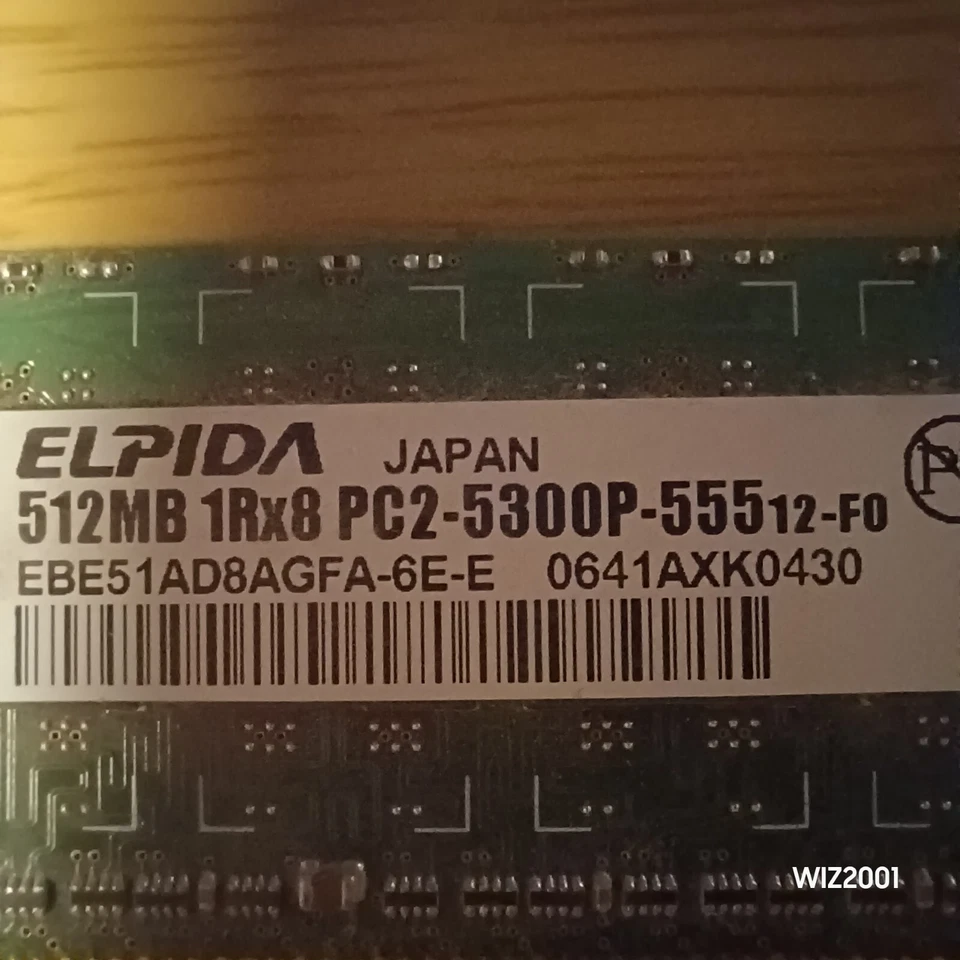 ELPIDA JAPAN
512MB 1Rx8 PC2-5300P-55512-F0
EBE51AD8AGFA-6E-E 0641AXK0430
WIZ2001